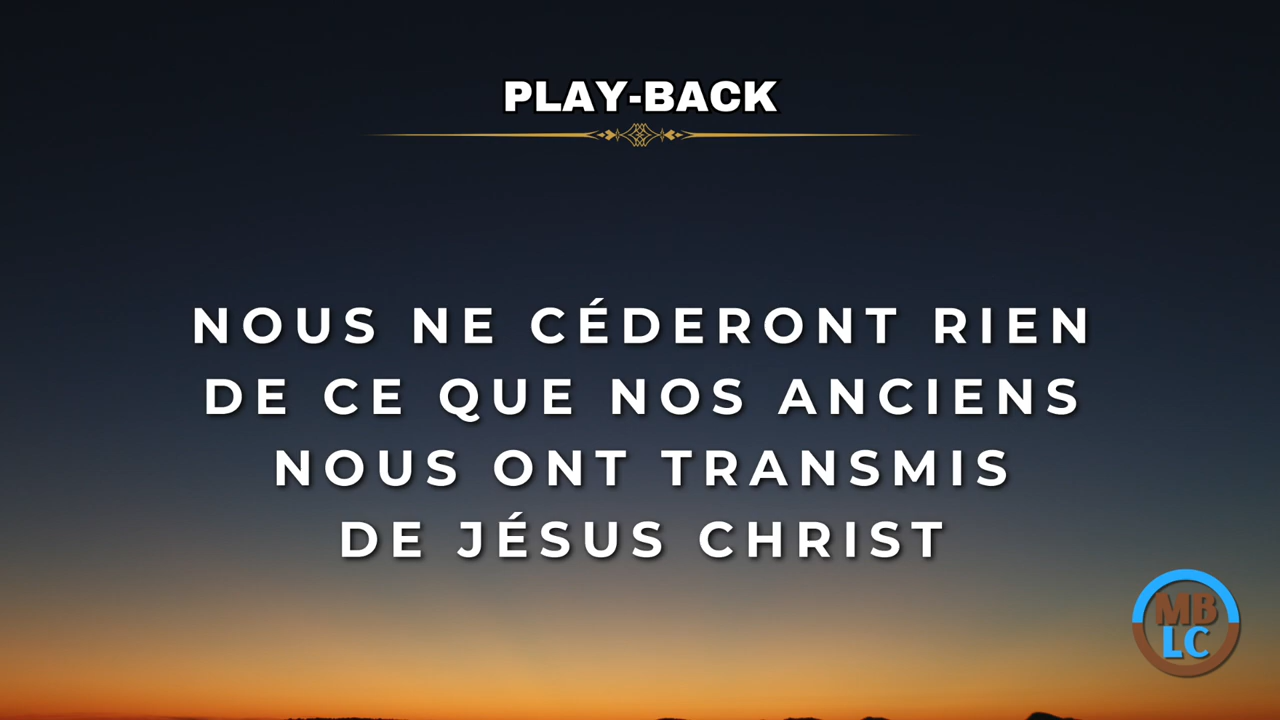 PLAY-BACK
NOUS NE CÉDERONT RIEN
DE CE QUE NOS ANCIENS
NOUS ONT TRANSMIS
DE JÉSUS CHRIST
MB
LC